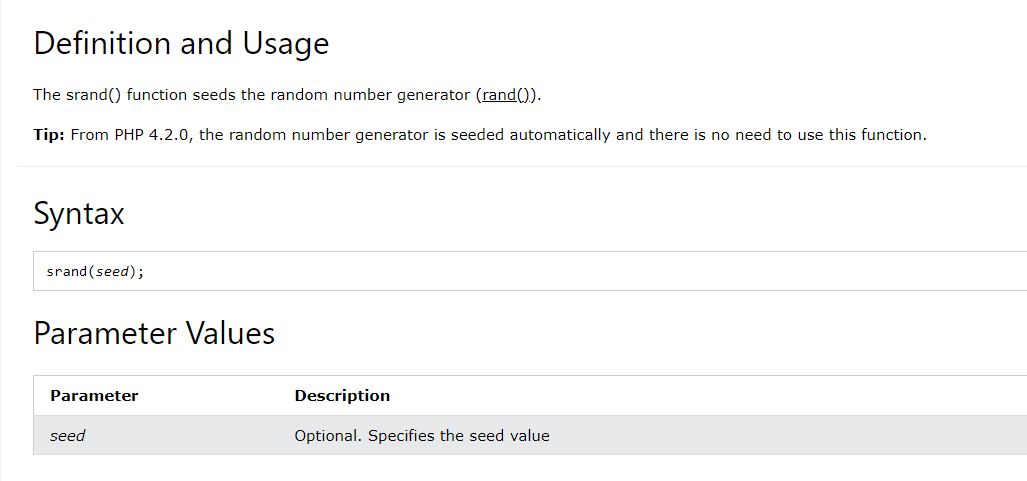 Definition and Usage
The srand() function seeds the random number generator (rand()).
Tip: From PHP 4.2.0, the random number generator is seeded automatically and there is no need to use this function.
Syntax
srand(seed);
Parameter Values
Parameter Description
seed Optional. Specifies the seed value